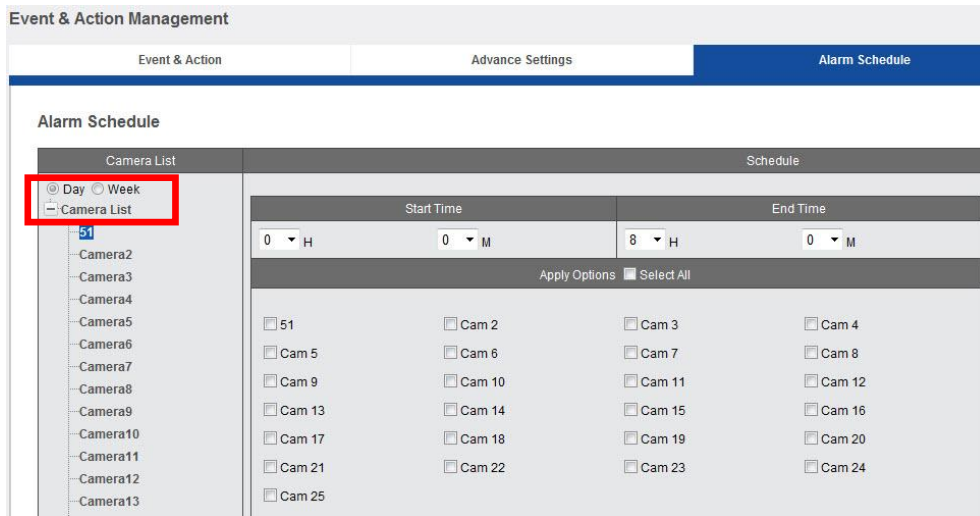 Event & Action Management
Event & Action Advance Settings Alarm Schedule
Alarm Schedule
Camera List Schedule
Day Week
Camera List
Start Time End Time
51
0 H 0 M 8 H 0 M
Camera2
Camera3
Apply Options Select All
Camera4
Camera5
51 Cam 2 Cam 3 Cam 4
Camera6
Cam 5 Cam 6 Cam 7 Cam 8
Camera7
Camera8
Cam 9 Cam 10 Cam 11 Cam 12
Camera9
Cam 13 Cam 14 Cam 15 Cam 16
Camera10
Cam 17 Cam 18 Cam 19 Cam 20
Camera11
Cam 21 Cam 22 Cam 23 Cam 24
Camera12
Cam 25
Camera13